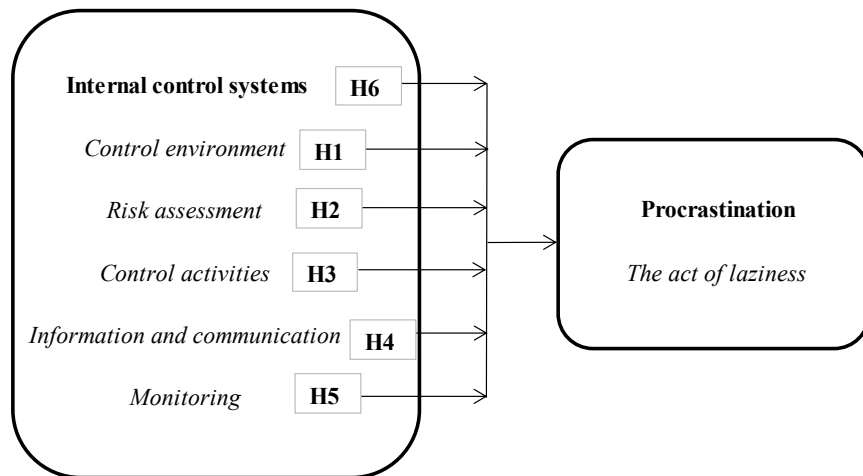 Internal control systems H6
Control environment H1
Risk assessment H2
Control activities H3
Information and communication H4
Monitoring H5
Procrastination
The act of laziness